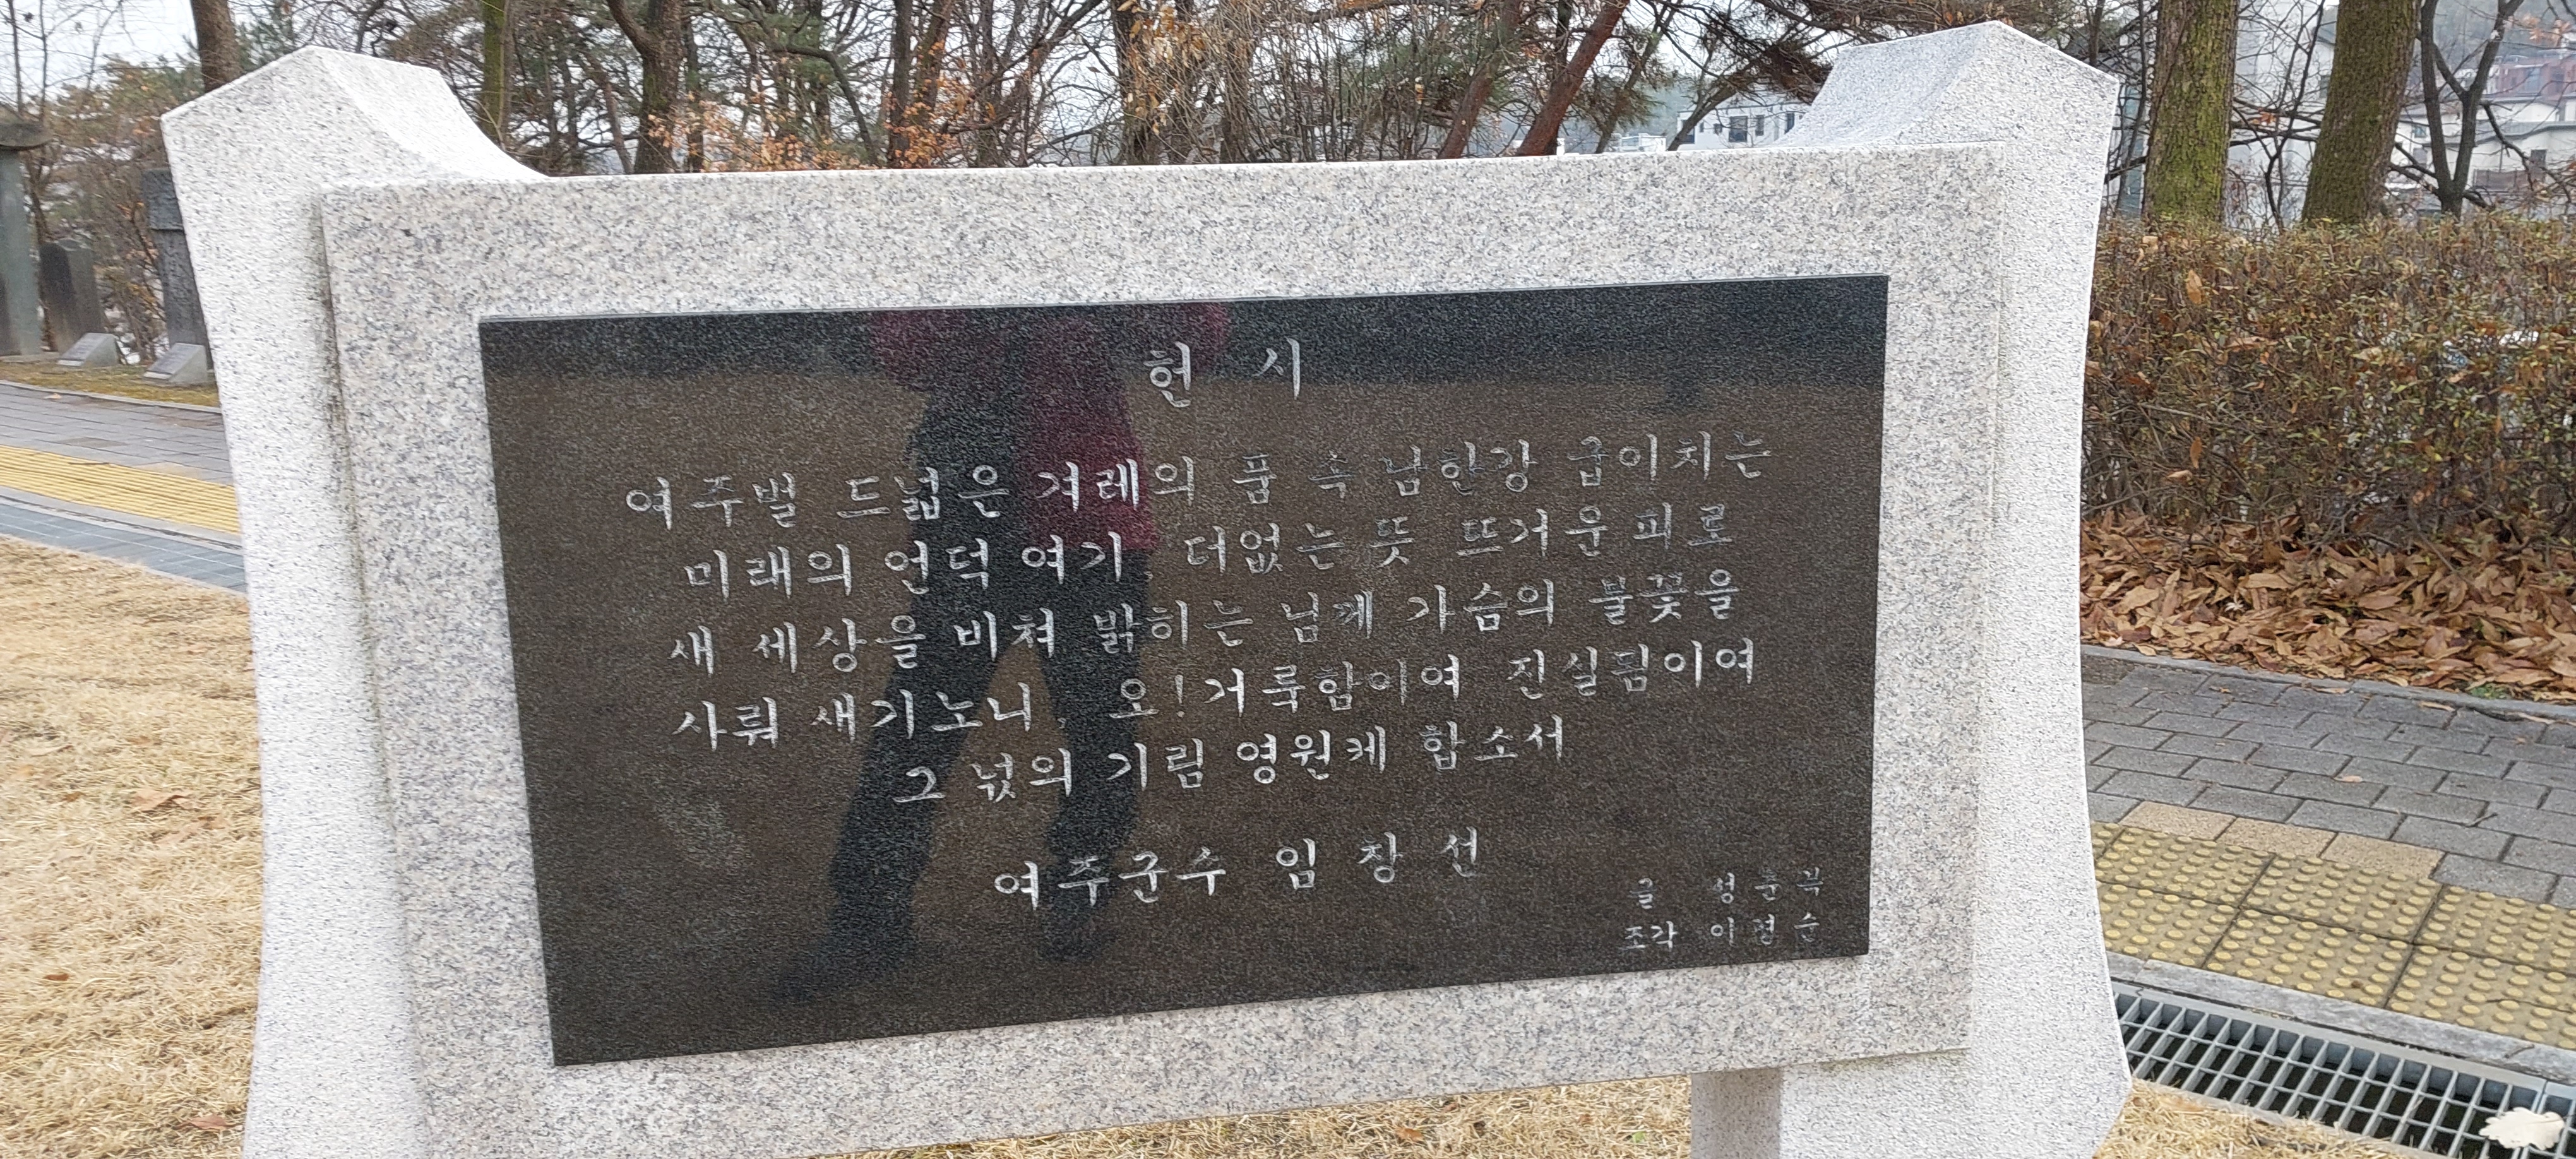 헌 시
여주벌 드넓은 겨레의 품 속 남한강 굽이치는
미래의 언덕 여기, 더없는 뜻 뜨거운 피로
새 세상을 비쳐 밝히는 님께 가슴의 불꽃을
사뤄 새기노니, 오! 거룩함이여 진실됨이여
그 넋의 기림 영원케 합소서
여주군수 임 창 선
글 성 춘 복
조각 이 정 순